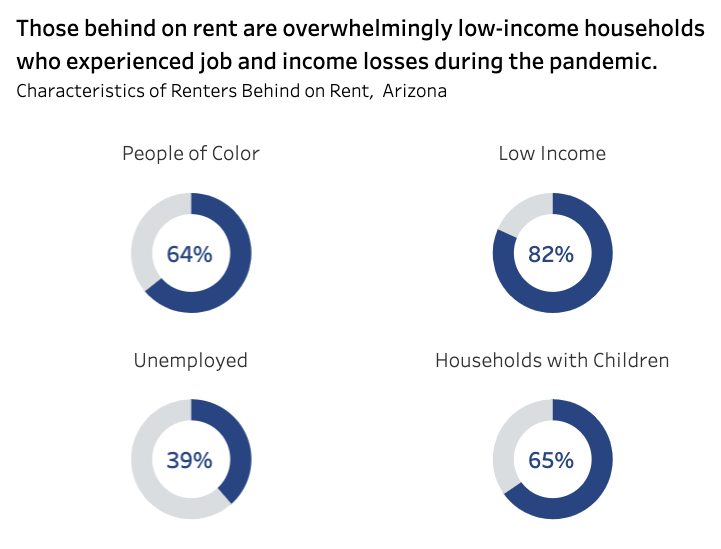 Those behind on rent are overwhelmingly low-income households
who experienced job and income losses during the pandemic.
Characteristics of Renters Behind on Rent, Arizona
People of Color
Low Income
64%
82%
Unemployed
Households with Children
39%
65%